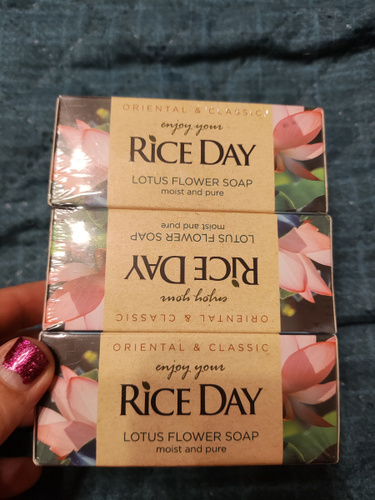 ORIENTAL & CLASSIC
enjoy your
RICE DAY
LOTUS FLOWER SOAP
moist and pure
ORIENTAL & CLASSIC
enjoy your
RICE DAY
LOTUS FLOWER SOAP
moist and pure
ORIENTAL & CLASSIC
enjoy your
RICE DAY
LOTUS FLOWER SOAP
moist and pure